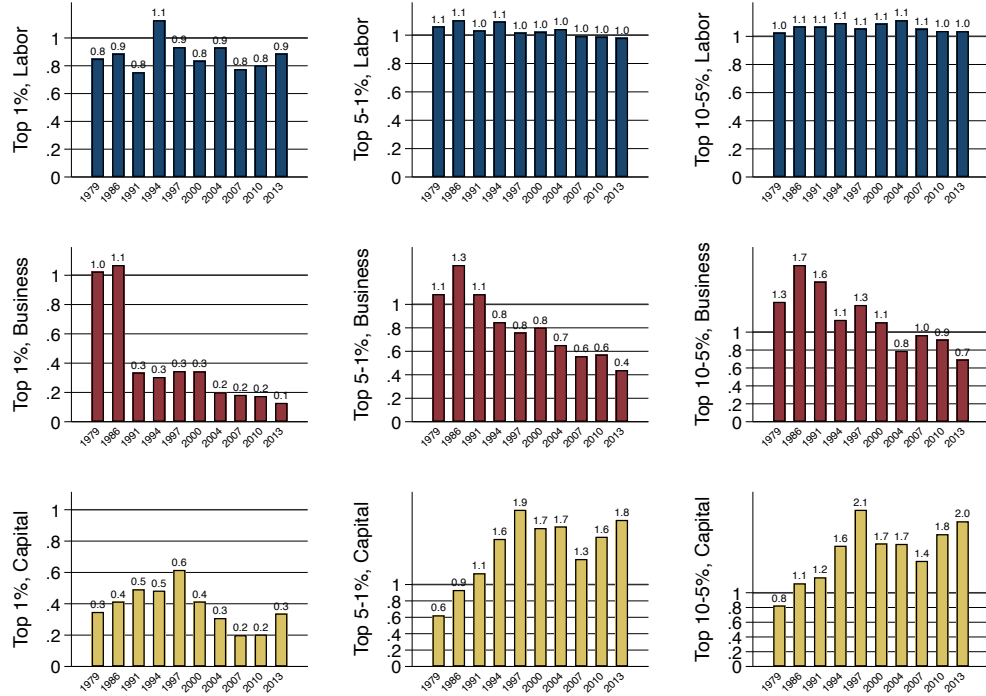 Top 1%, Labor
1
.8
.6
.4
.2
0
0.8 0.9 0.8 1.1 0.9 0.8 0.9 0.8 0.8 0.9
1979 1986 1991 1994 1997 2000 2004 2007 2010 2013
Top 5-1%, Labor
1
.8
.6
.4
.2
0
1.1 1.1 1.0 1.1 1.0 1.0 1.0 1.0 1.0 1.0
1979 1986 1991 1994 1997 2000 2004 2007 2010 2013
Top 10-5%, Labor
1
.8
.6
.4
.2
0
1.0 1.1 1.1 1.1 1.1 1.1 1.1 1.1 1.0 1.0
1979 1986 1991 1994 1997 2000 2004 2007 2010 2013
Top 1%, Business
1
.8
.6
.4
.2
0
1.0 1.1 0.3 0.3 0.3 0.3 0.2 0.2 0.2 0.1
1979 1986 1991 1994 1997 2000 2004 2007 2010 2013
Top 5-1%, Business
1
.8
.6
.4
.2
0
1.1 1.3 1.1 0.8 0.8 0.8 0.7 0.6 0.6 0.4
1979 1986 1991 1994 1997 2000 2004 2007 2010 2013
Top 10-5%, Business
1
.8
.6
.4
.2
0
1.3 1.7 1.6 1.1 1.3 1.1 0.8 1.0 0.9 0.7
1979 1986 1991 1994 1997 2000 2004 2007 2010 2013
Top 1%, Capital
1
.8
.6
.4
.2
0
0.3 0.4 0.5 0.5 0.6 0.4 0.3 0.2 0.2 0.3
1979 1986 1991 1994 1997 2000 2004 2007 2010 2013
Top 5-1%, Capital
1
.8
.6
.4
.2
0
0.6 0.9 1.1 1.6 1.9 1.7 1.7 1.3 1.6 1.8
1979 1986 1991 1994 1997 2000 2004 2007 2010 2013
Top 10-5%, Capital
1
.8
.6
.4
.2
0
0.8 1.1 1.2 1.6 2.1 1.7 1.7 1.4 1.8 2.0
1979 1986 1991 1994 1997 2000 2004 2007 2010 2013